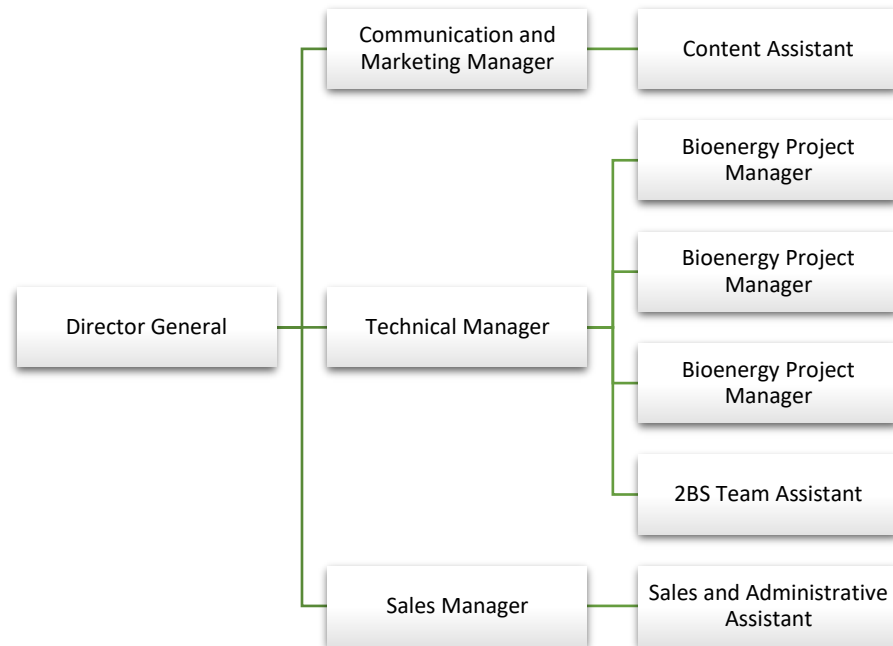 Communication and
Marketing Manager
Content Assistant
Bioenergy Project
Manager
Bioenergy Project
Manager
Director General
Technical Manager
Bioenergy Project
Manager
2BS Team Assistant
Sales Manager
Sales and Administrative
Assistant